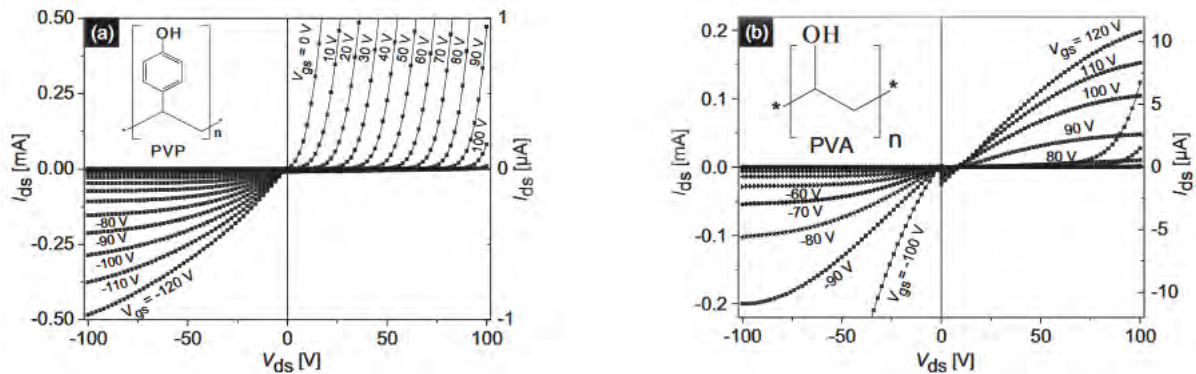 (a)
OH
n
PVP
V_gs = 0 V
10 V
20 V
30 V
40 V
50 V
60 V
70 V
80 V
90 V
100 V
-80 V
-90 V
-100 V
-110 V
V_gs = -120 V
0.50
0.25
0.00
-0.25
-0.50
I_ds [mA]
1
0
-1
I_ds [µA]
-100
-50
0
50
100
V_ds [V]
(b)
OH
*
*
n
PVA
V_gs = 120 V
110 V
100 V
90 V
80 V
-60 V
-70 V
-80 V
-90 V
V_gs = -100 V
0.2
0.1
0.0
-0.1
-0.2
I_ds [mA]
10
5
0
-5
-10
I_ds [µA]
-100
-50
0
50
100
V_ds [V]